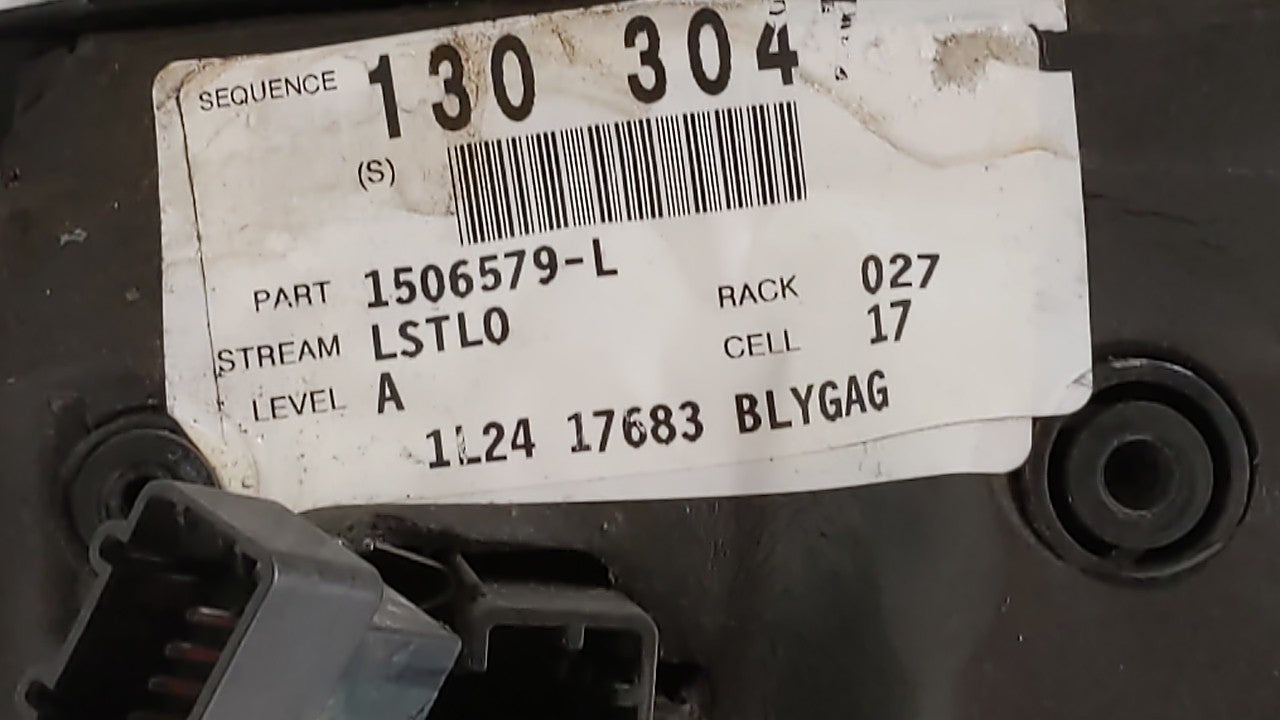 SEQUENCE 130 304
(S)
PART 1506579-L RACK 027
STREAM LSTLO CELL 17
LEVEL A
1L24 17683 BLYGAG